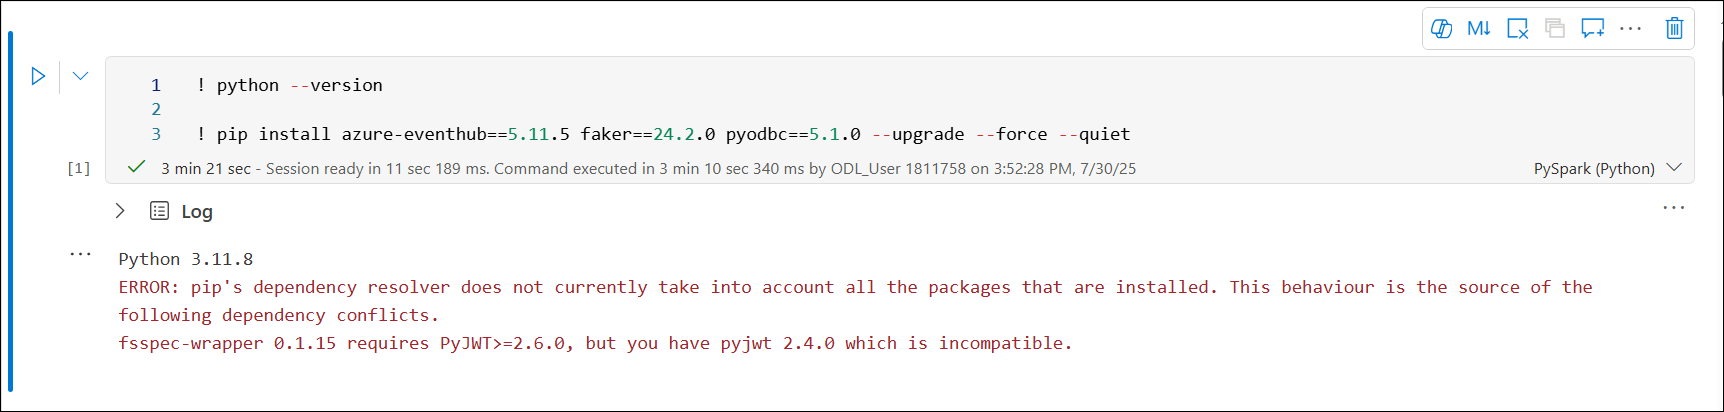 M↓
1 ! python --version
2
3 ! pip install azure-eventhub==5.11.5 faker==24.2.0 pyodbc==5.1.0 --upgrade --force --quiet
[1] 3 min 21 sec - Session ready in 11 sec 189 ms. Command executed in 3 min 10 sec 340 ms by ODL_User 1811758 on 3:52:28 PM, 7/30/25 PySpark (Python)
Log
Python 3.11.8
ERROR: pip's dependency resolver does not currently take into account all the packages that are installed. This behaviour is the source of the
following dependency conflicts.
fsspec-wrapper 0.1.15 requires PyJWT>=2.6.0, but you have pyjwt 2.4.0 which is incompatible.